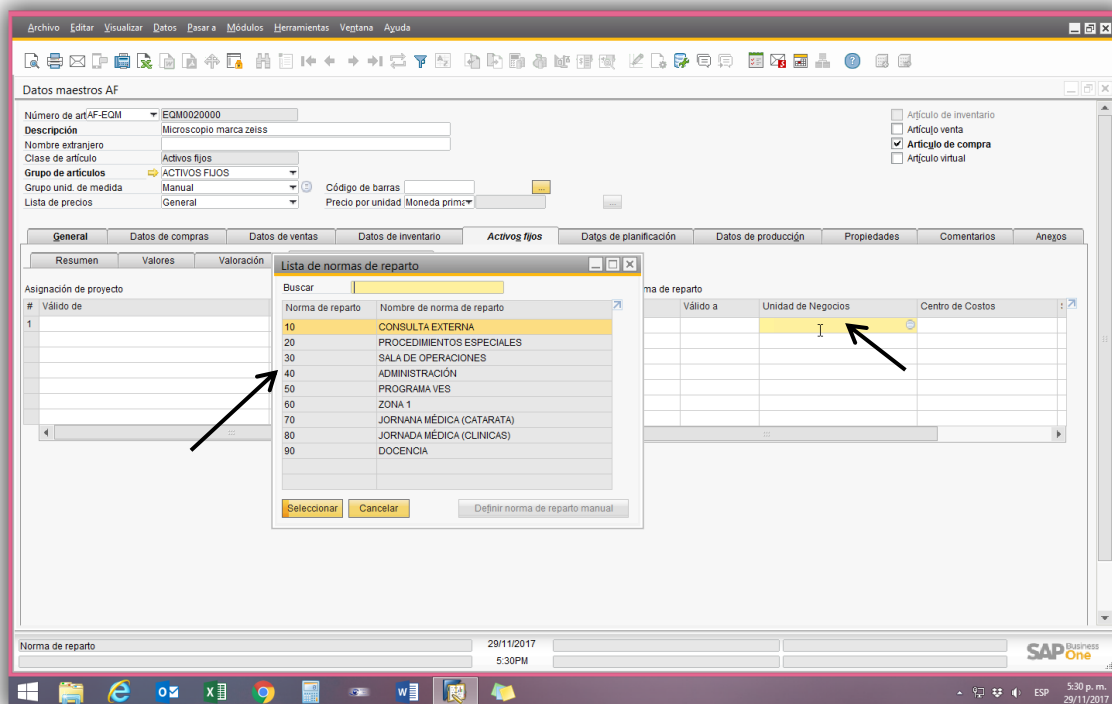 Archivo Editar Visualizar Datos Pasar a Módulos Herramientas Ventana Ayuda
Datos maestros AF
Número de art AF-EQM EQM0020000
Descripción Microscopio marca zeiss
Nombre extranjero
Clase de artículo Activos fijos
Grupo de artículos ACTIVOS FIJOS
Grupo unid. de medida Manual Código de barras ...
Lista de precios General Precio por unidad Moneda prima ...
Artículo de inventario
Artículo venta
Artículo de compra
Artículo virtual
General Datos de compras Datos de ventas Datos de inventario Activos fijos Datos de planificación Datos de producción Propiedades Comentarios Anexos
Resumen Valores Valoración
Asignación de proyecto
# Válido de
1
Lista de normas de reparto
Buscar
Norma de reparto Nombre de norma de reparto
10 CONSULTA EXTERNA
20 PROCEDIMIENTOS ESPECIALES
30 SALA DE OPERACIONES
40 ADMINISTRACIÓN
50 PROGRAMA VES
60 ZONA 1
70 JORNANA MÉDICA (CATARATA)
80 JORNADA MÉDICA (CLINICAS)
90 DOCENCIA
Seleccionar Cancelar Definir norma de reparto manual
ma de reparto
Válido a Unidad de Negocios Centro de Costos
Norma de reparto 29/11/2017
5:30PM
SAP Business One
ESP 5:30 p. m.
29/11/2017